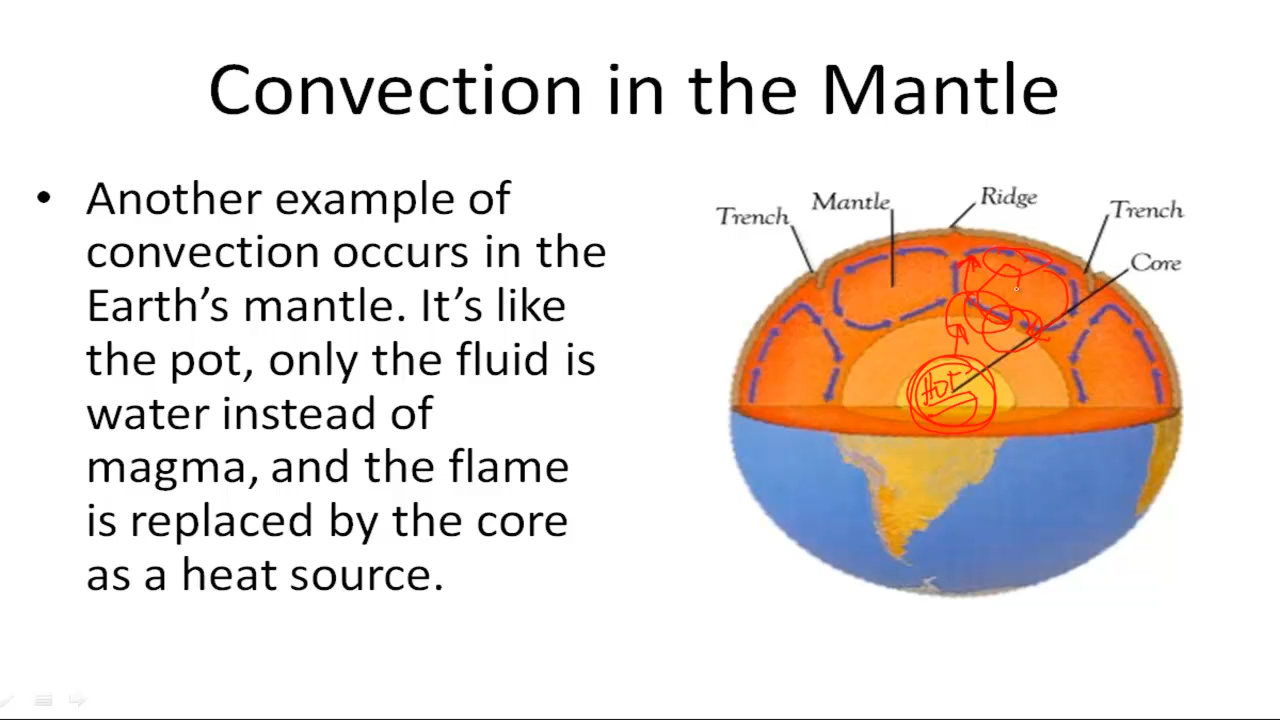 Convection in the Mantle
• Another example of
convection occurs in the
Earth's mantle. It's like
the pot, only the fluid is
water instead of
magma, and the flame
is replaced by the core
as a heat source.
Trench
Mantle
Ridge
Trench
Core
HOT